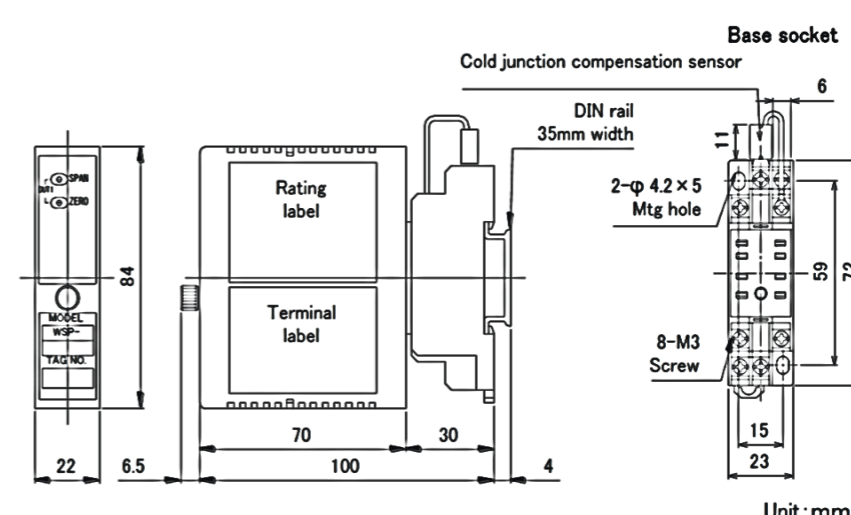 Base socket
Cold junction compensation sensor
6
DIN rail
35mm width
11
SPAN
OUT1
ZERO
Rating
label
2-φ 4.2×5
Mtg hole
84
59
72
Terminal
label
MODEL
WSP-
TAG NO.
8-M3
Screw
70
30
15
22
6.5
100
4
23
Unit:mm